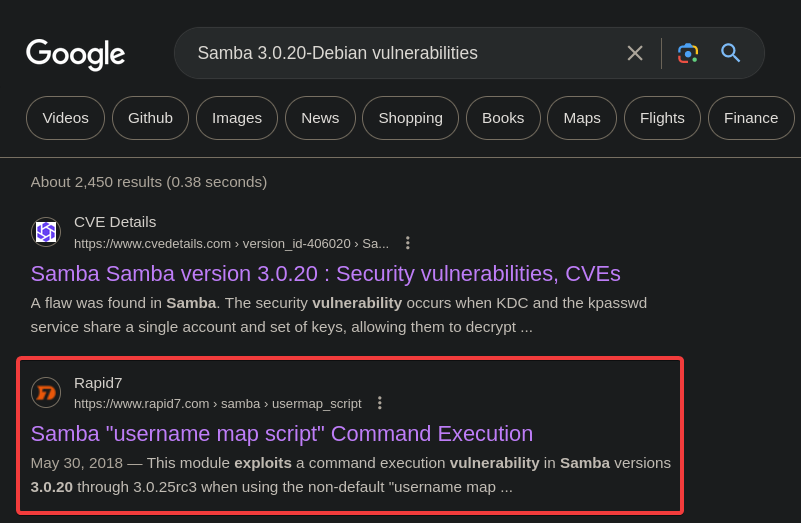 Google
Samba 3.0.20-Debian vulnerabilities
Videos Github Images News Shopping Books Maps Flights Finance
About 2,450 results (0.38 seconds)
CVE Details
https://www.cvedetails.com › version_id-406020 › Sa...
Samba Samba version 3.0.20 : Security vulnerabilities, CVEs
A flaw was found in Samba. The security vulnerability occurs when KDC and the kpasswd
service share a single account and set of keys, allowing them to decrypt ...
Rapid7
https://www.rapid7.com › samba › usermap_script
Samba "username map script" Command Execution
May 30, 2018 — This module exploits a command execution vulnerability in Samba versions
3.0.20 through 3.0.25rc3 when using the non-default "username map ...